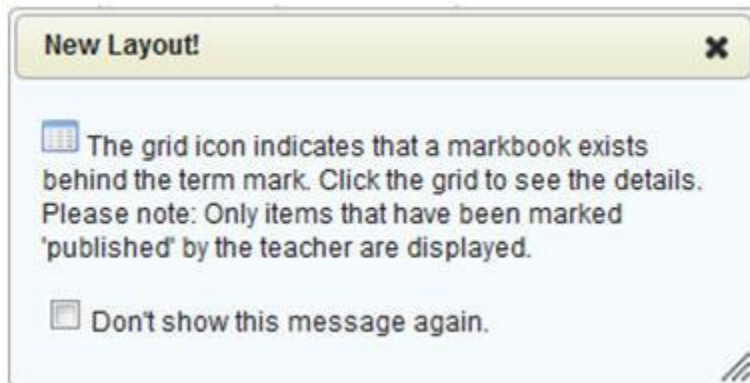 New Layout!
The grid icon indicates that a markbook exists
behind the term mark. Click the grid to see the details.
Please note: Only items that have been marked
'published' by the teacher are displayed.
Don't show this message again.